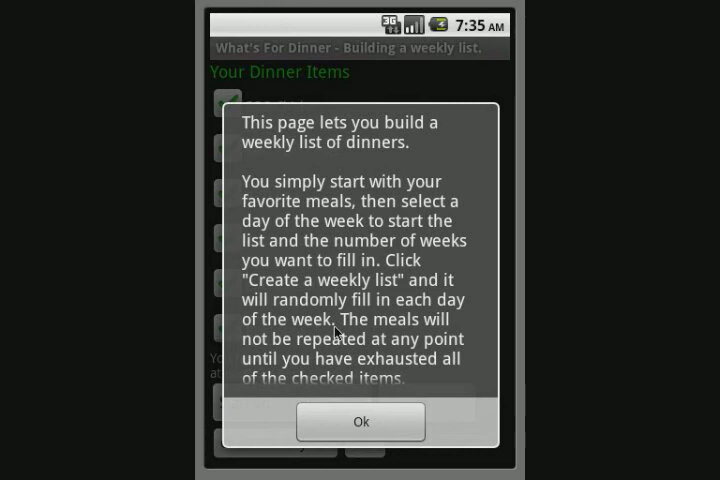 3G 7:35 AM
What's For Dinner - Building a weekly list.
Your Dinner Items
This page lets you build a
weekly list of dinners.
You simply start with your
favorite meals, then select a
day of the week to start the
list and the number of weeks
you want to fill in. Click
"Create a weekly list" and it
will randomly fill in each day
of the week. The meals will
not be repeated at any point
until you have exhausted all
of the checked items.
Ok